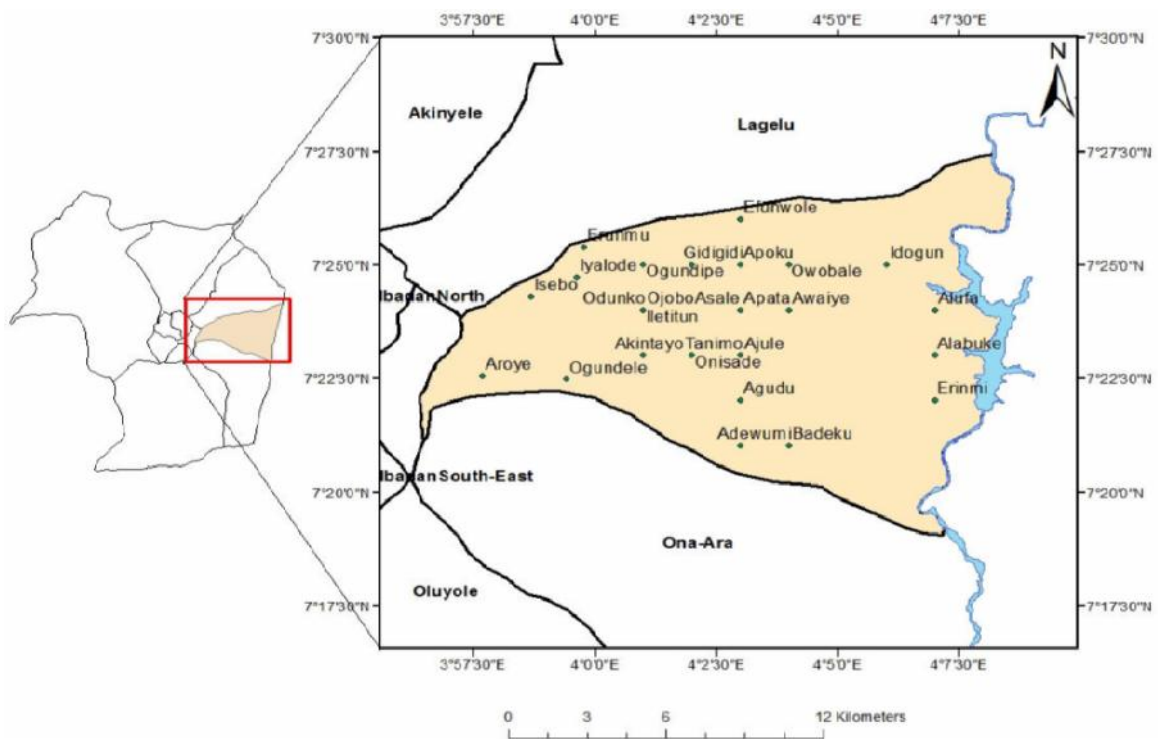 3°57'30"E 4°0'0"E 4°2'30"E 4°5'0"E 4°7'30"E
7°30'0"N 7°30'0"N
N
Akinyele
Lagelu
7°27'30"N 7°27'30"N
Efunwole
Erunmu
Gidigidi Apoku Idogun
Iyalode
7°25'0"N Ogundipe Owobale 7°25'0"N
Isebo
Ibadan North Odunko Ojobo Asale Apata Awaiye Alufa
Iletitun
Akintayo Tanimo Ajule Alabuke
Aroye Ogundele Onisade
7°22'30"N 7°22'30"N
Agudu Erinmi
Adewumi Badeku
Ibadan South-East
7°20'0"N 7°20'0"N
Ona-Ara
Oluyole
7°17'30"N 7°17'30"N
3°57'30"E 4°0'0"E 4°2'30"E 4°5'0"E 4°7'30"E
0 3 6 12 Kilometers